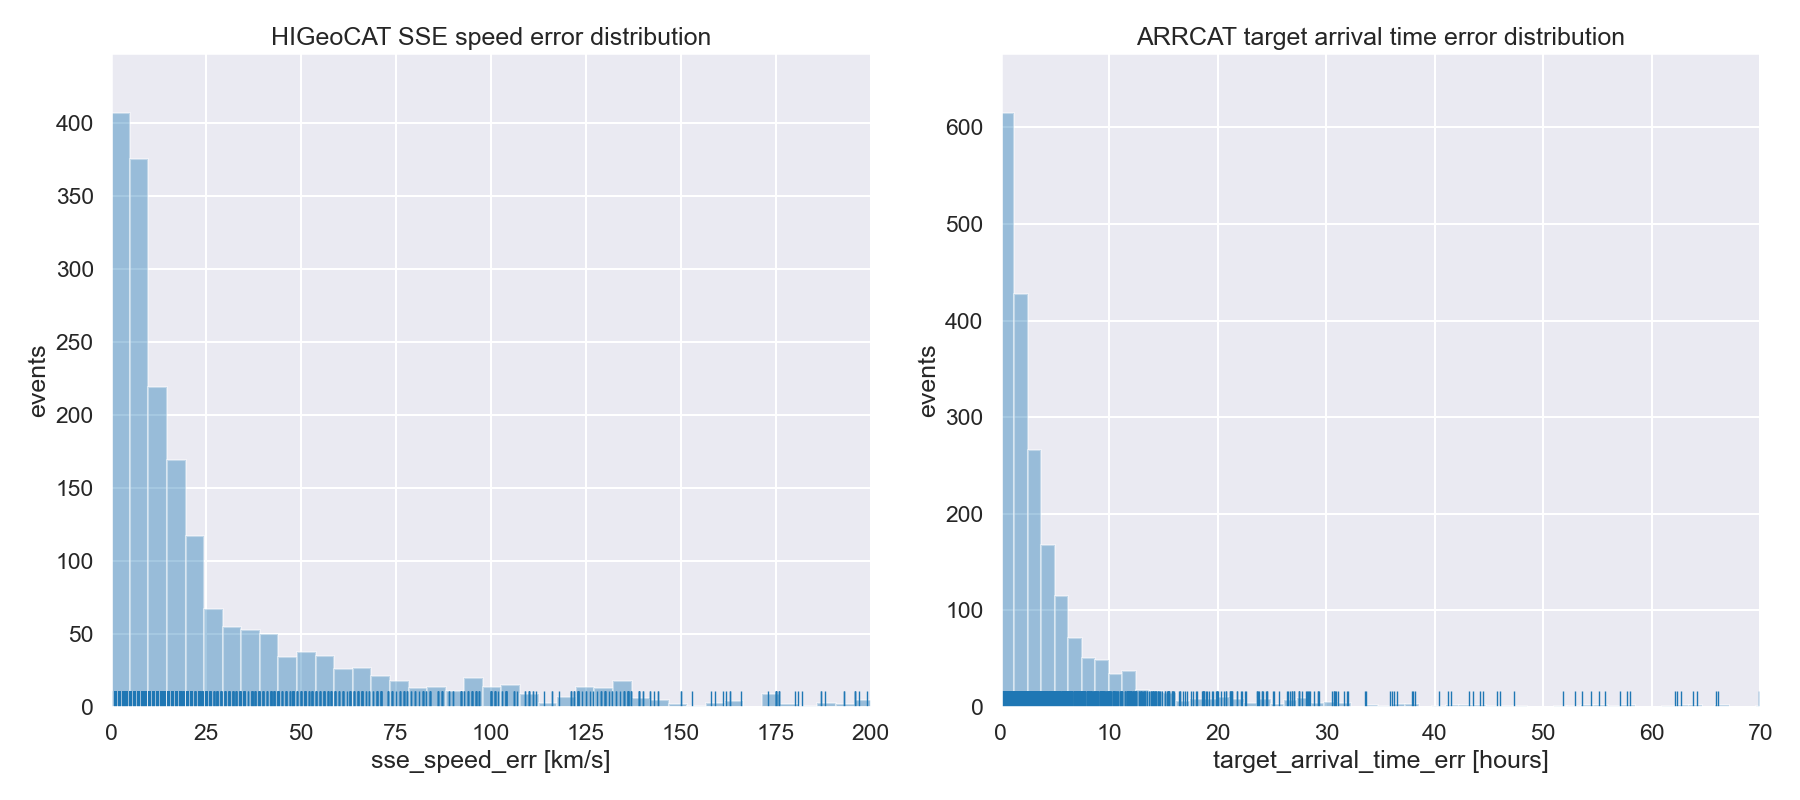 HIGeoCAT SSE speed error distribution
400
350
300
250
200
150
100
50
0
events
0 25 50 75 100 125 150 175 200
sse_speed_err [km/s]
ARRCAT target arrival time error distribution
600
500
400
300
200
100
0
events
0 10 20 30 40 50 60 70
target_arrival_time_err [hours]